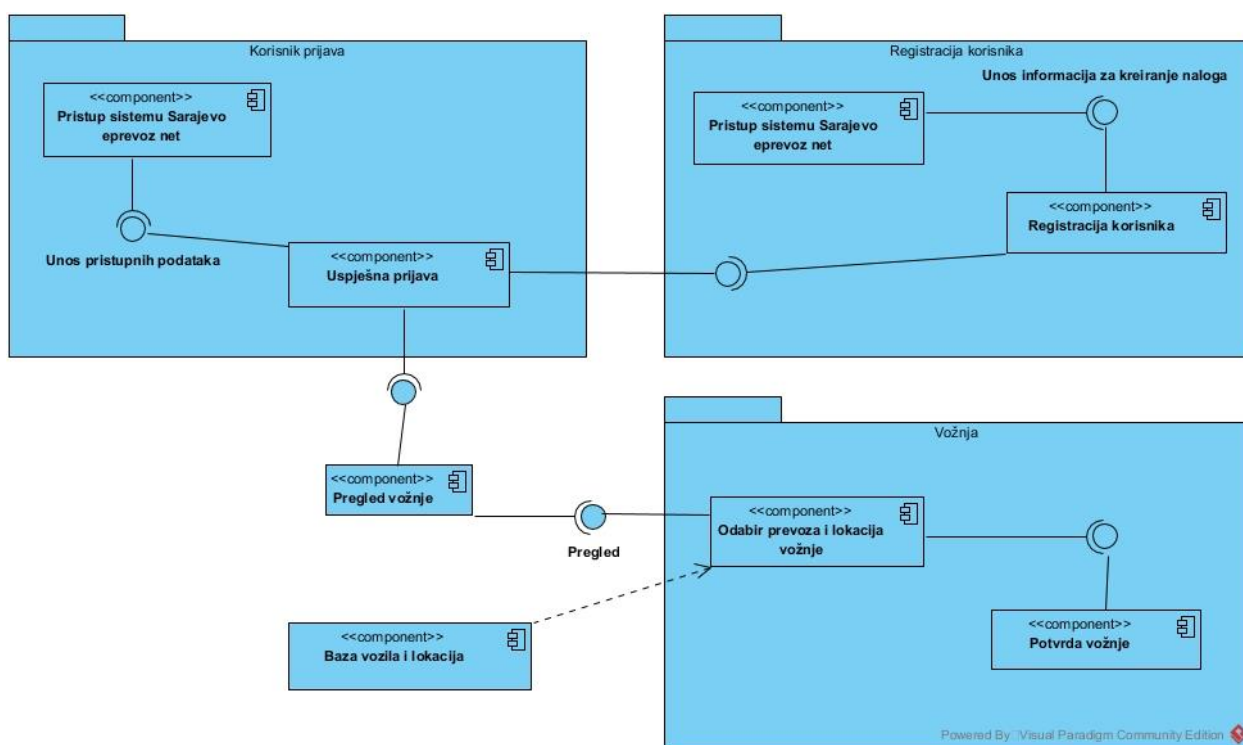 Korisnik prijava
<<component>>
Pristup sistemu Sarajevo
eprevoz net
Unos pristupnih podataka
<<component>>
Uspješna prijava
Registracija korisnika
Unos informacija za kreiranje naloga
<<component>>
Pristup sistemu Sarajevo
eprevoz net
<<component>>
Registracija korisnika
<<component>>
Pregled vožnje
Pregled
<<component>>
Baza vozila i lokacija
Vožnja
<<component>>
Odabir prevoza i lokacija
vožnje
<<component>>
Potvrda vožnje
Powered By: Visual Paradigm Community Edition